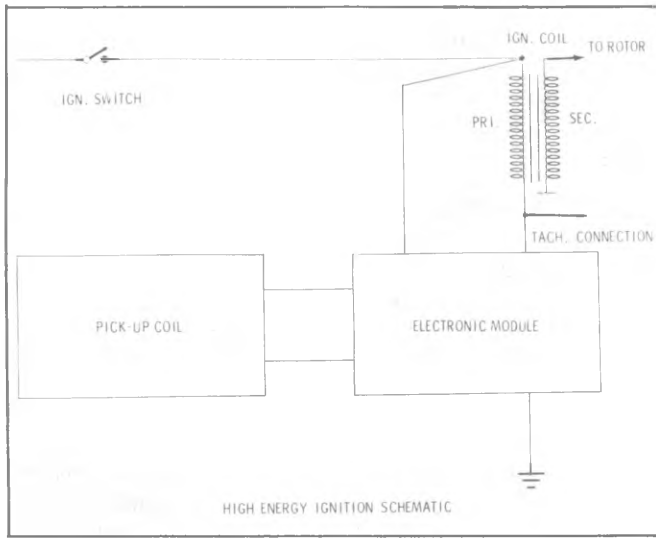 IGN. COIL
TO ROTOR
IGN. SWITCH
PRI.
SEC.
TACH. CONNECTION
PICK-UP COIL
ELECTRONIC MODULE
HIGH ENERGY IGNITION SCHEMATIC